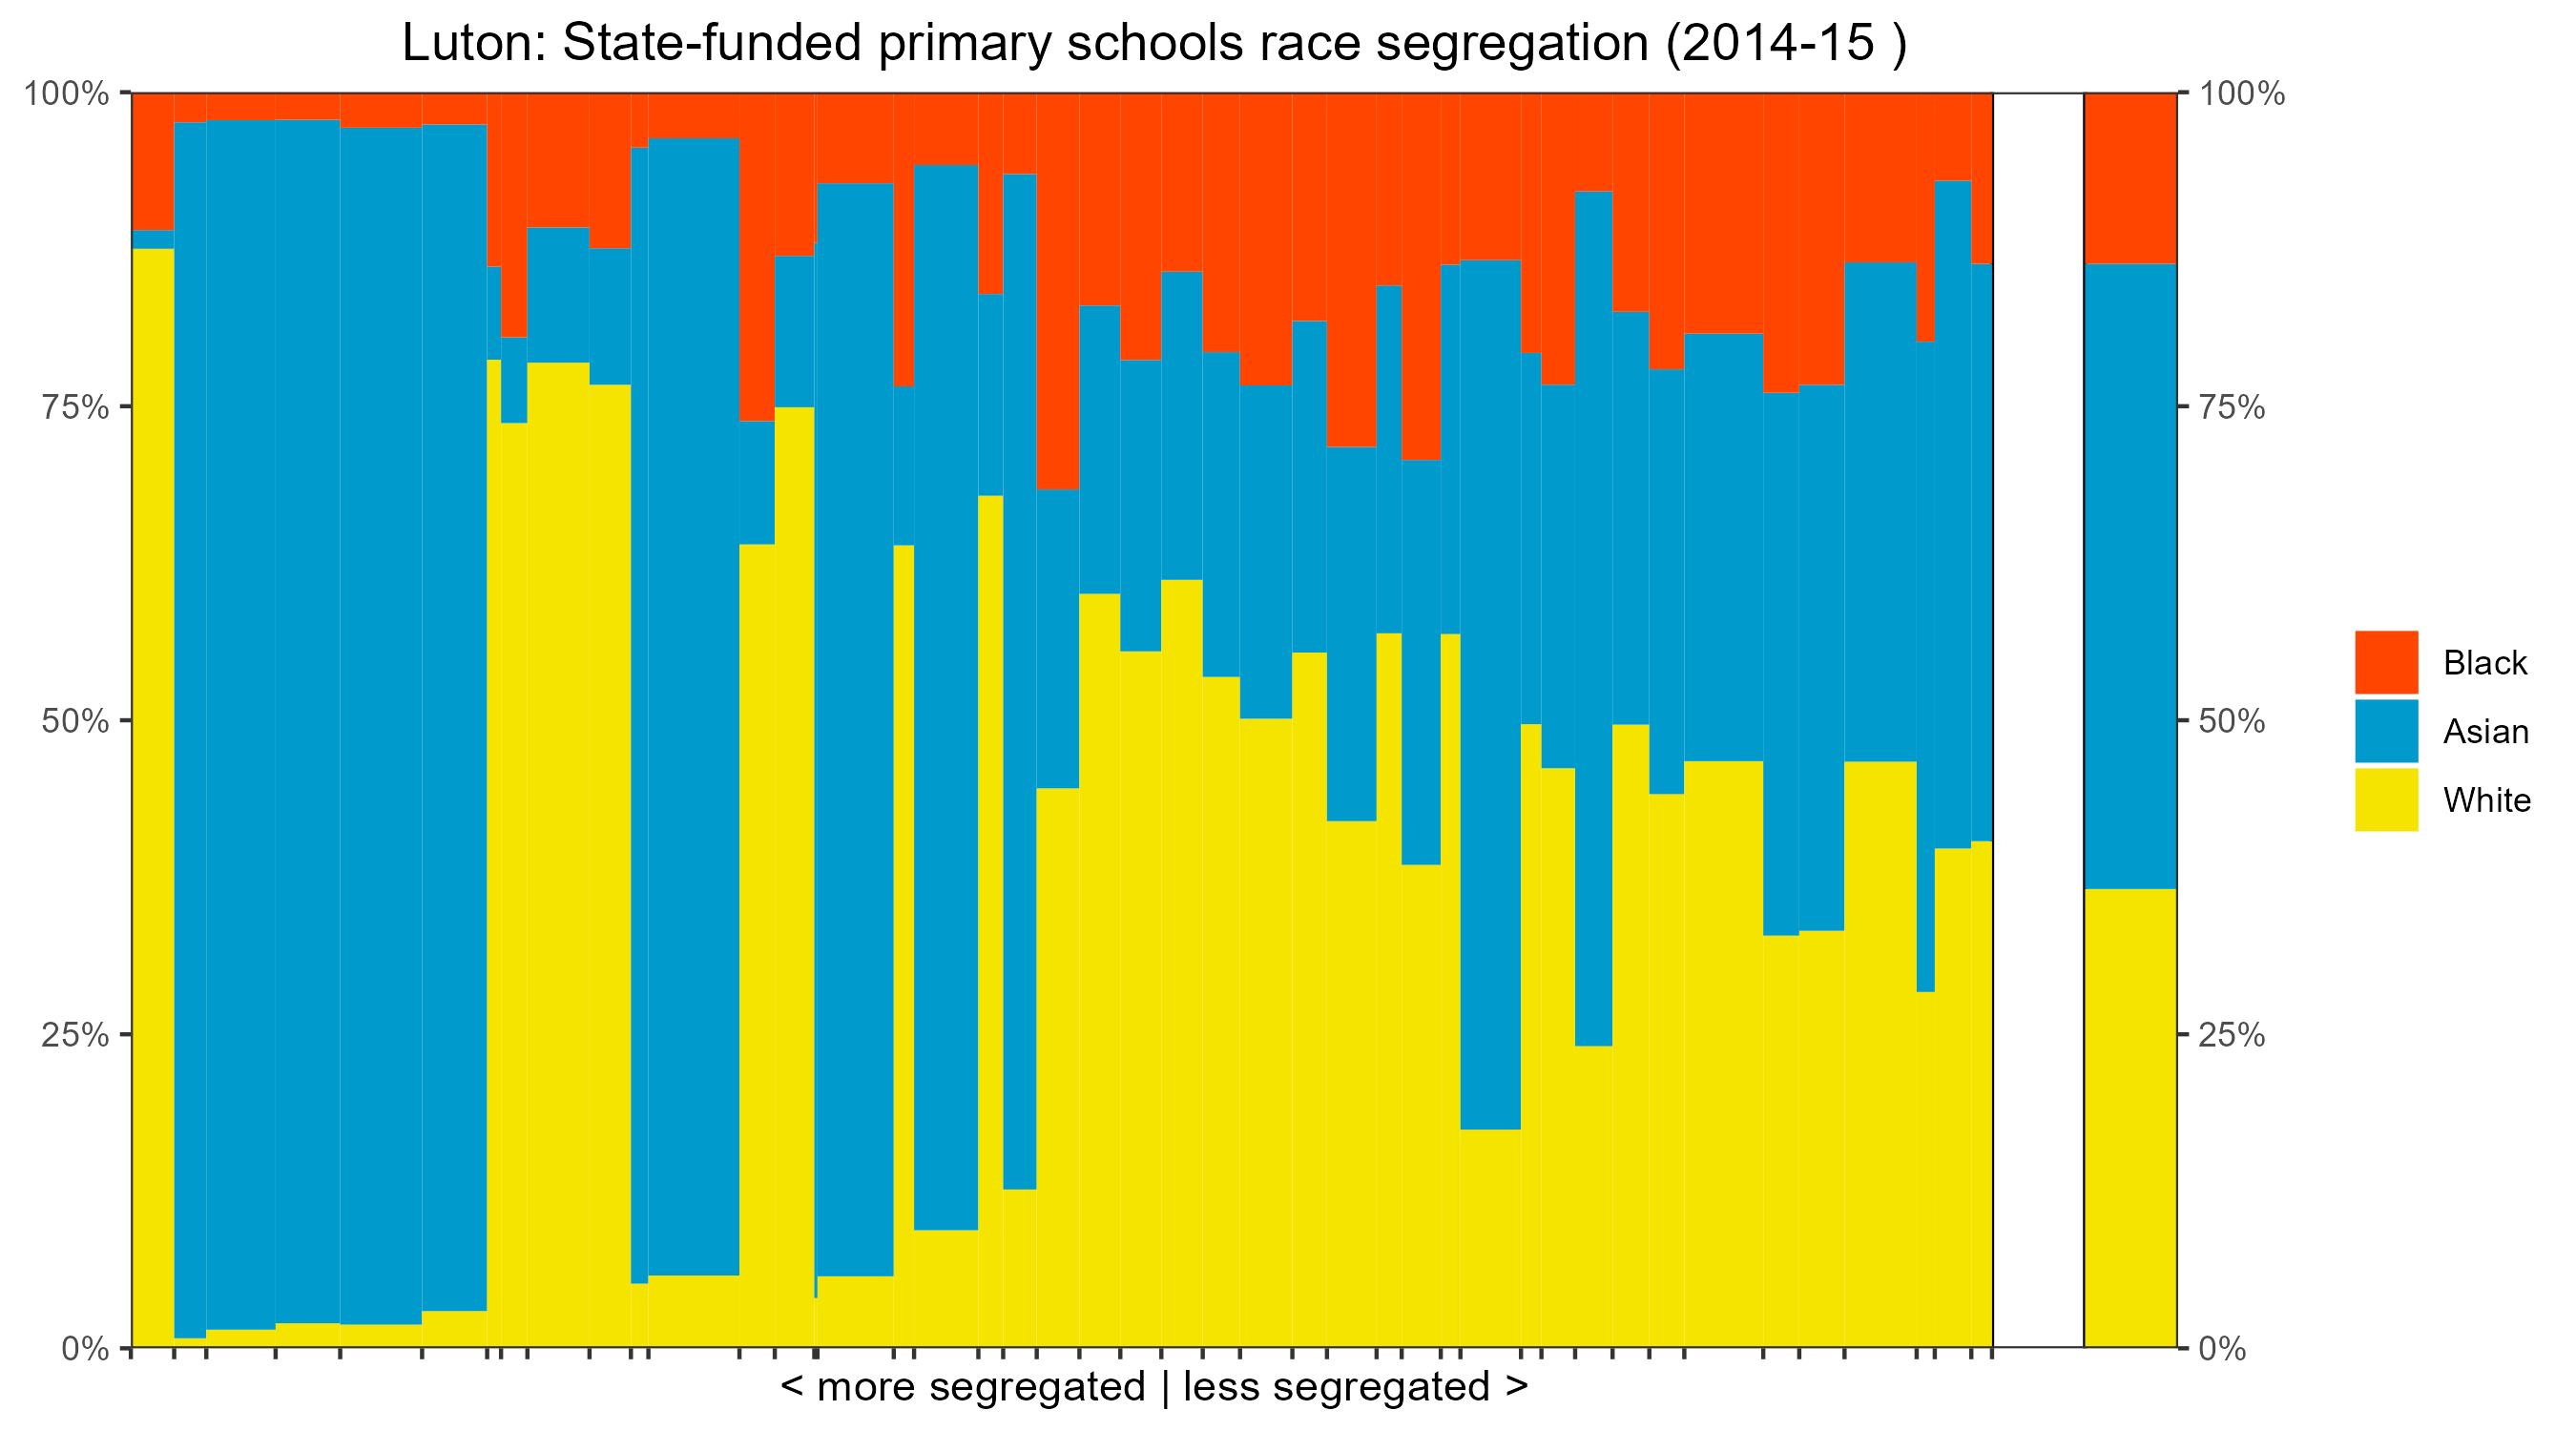 Luton: State-funded primary schools race segregation (2014-15 )
100%
75%
50%
25%
0%
100%
75%
50%
25%
0%
Black
Asian
White
< more segregated | less segregated >